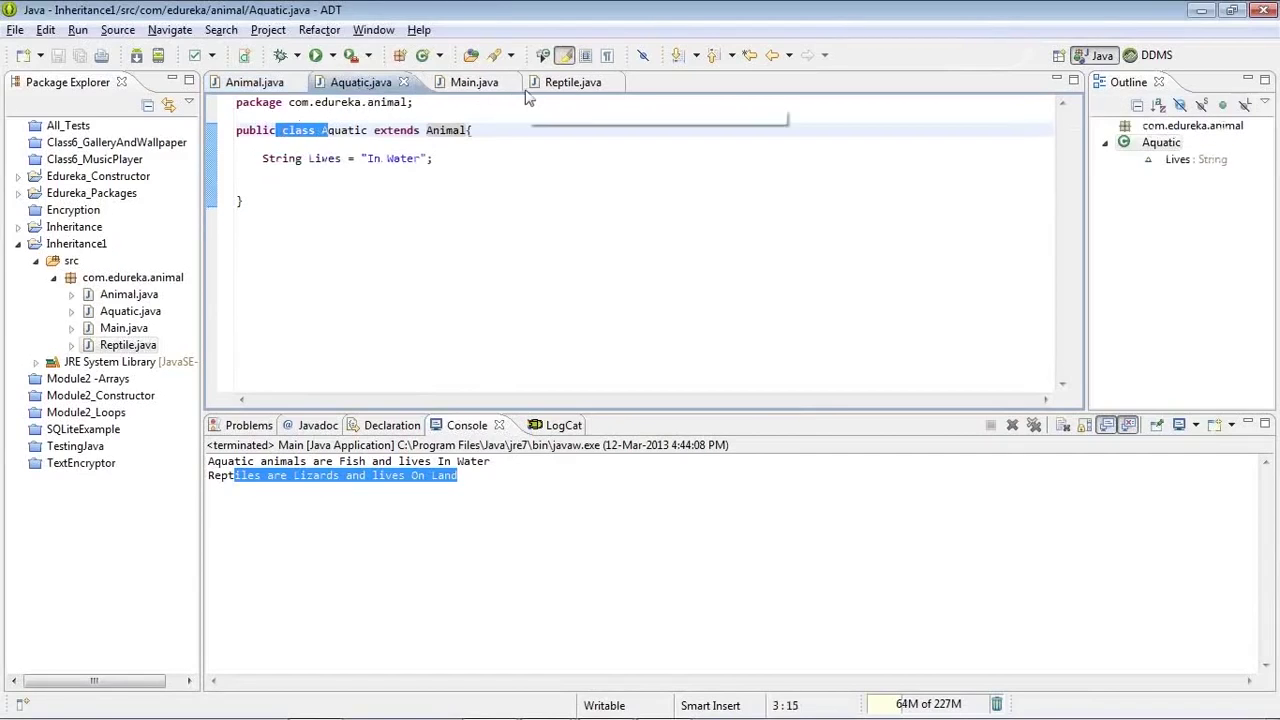 Java - Inheritance1/src/com/edureka/animal/Aquatic.java - ADT
File Edit Run Source Navigate Search Project Refactor Window Help
Java DDMS
Package Explorer
Animal.java Aquatic.java Main.java Reptile.java
Outline
All_Tests
Class6_GalleryAndWallpaper
Class6_MusicPlayer
Edureka_Constructor
Edureka_Packages
Encryption
Inheritance
Inheritance1
src
com.edureka.animal
Animal.java
Aquatic.java
Main.java
Reptile.java
JRE System Library [JavaSE-
Module2 -Arrays
Module2_Constructor
Module2_Loops
SQLiteExample
TestingJava
TextEncryptor
package com.edureka.animal;
public class Aquatic extends Animal{
String Lives = "In Water";
}
com.edureka.animal
Aquatic
Lives : String
Problems Javadoc Declaration Console LogCat
<terminated> Main [Java Application] C:\Program Files\Java\jre7\bin\javaw.exe (12-Mar-2013 4:44:08 PM)
Aquatic animals are Fish and lives In Water
Reptiles are Lizards and lives On Land
Writable Smart Insert 3 : 15 64M of 227M